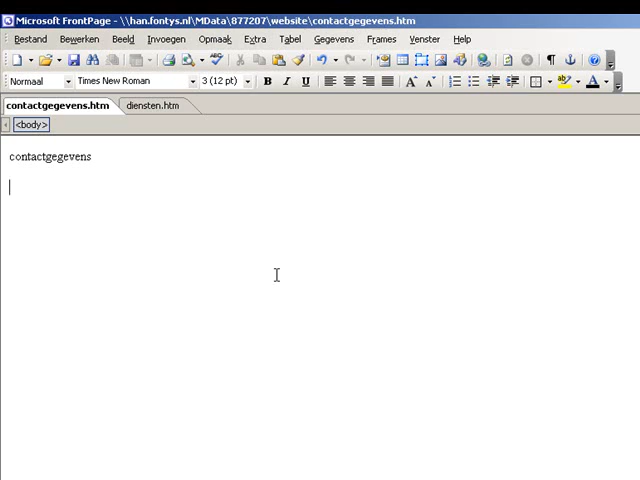 Microsoft FrontPage - \\han.fontys.nl\MData\877207\website\contactgegevens.htm
Bestand Bewerken Beeld Invoegen Opmaak Extra Tabel Gegevens Frames Venster Help
Normaal Times New Roman 3 (12 pt) B I U A A A
contactgegevens.htm diensten.htm
<body>
contactgegevens